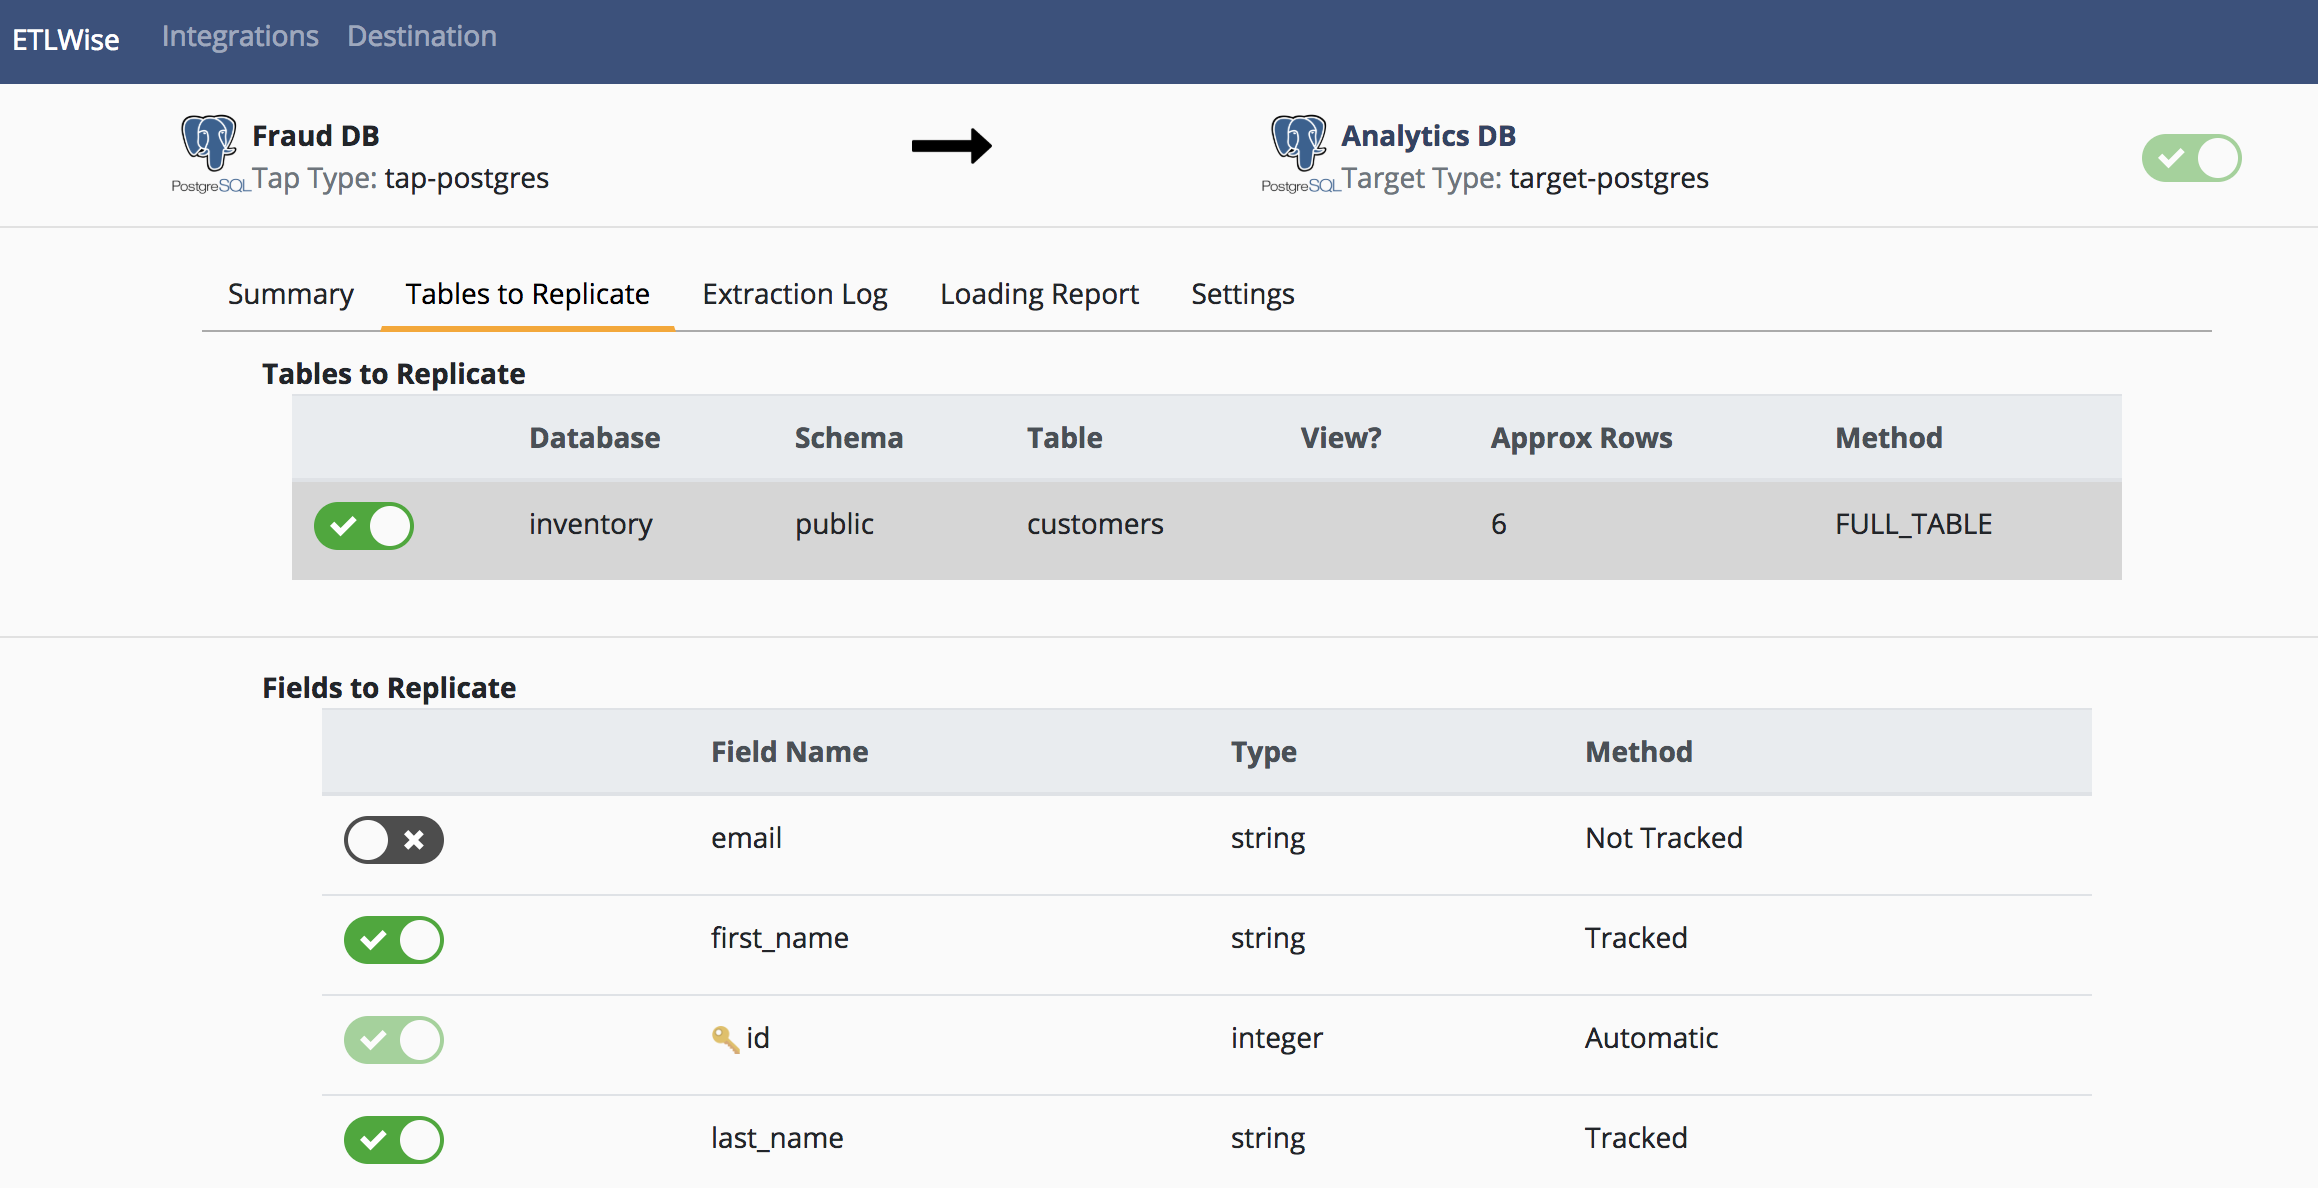 ETLWise Integrations Destination
Fraud DB
PostgreSQL Tap Type: tap-postgres
Analytics DB
PostgreSQL Target Type: target-postgres
Summary Tables to Replicate Extraction Log Loading Report Settings
Tables to Replicate
Database Schema Table View? Approx Rows Method
inventory public customers 6 FULL_TABLE
Fields to Replicate
Field Name Type Method
email string Not Tracked
first_name string Tracked
id integer Automatic
last_name string Tracked